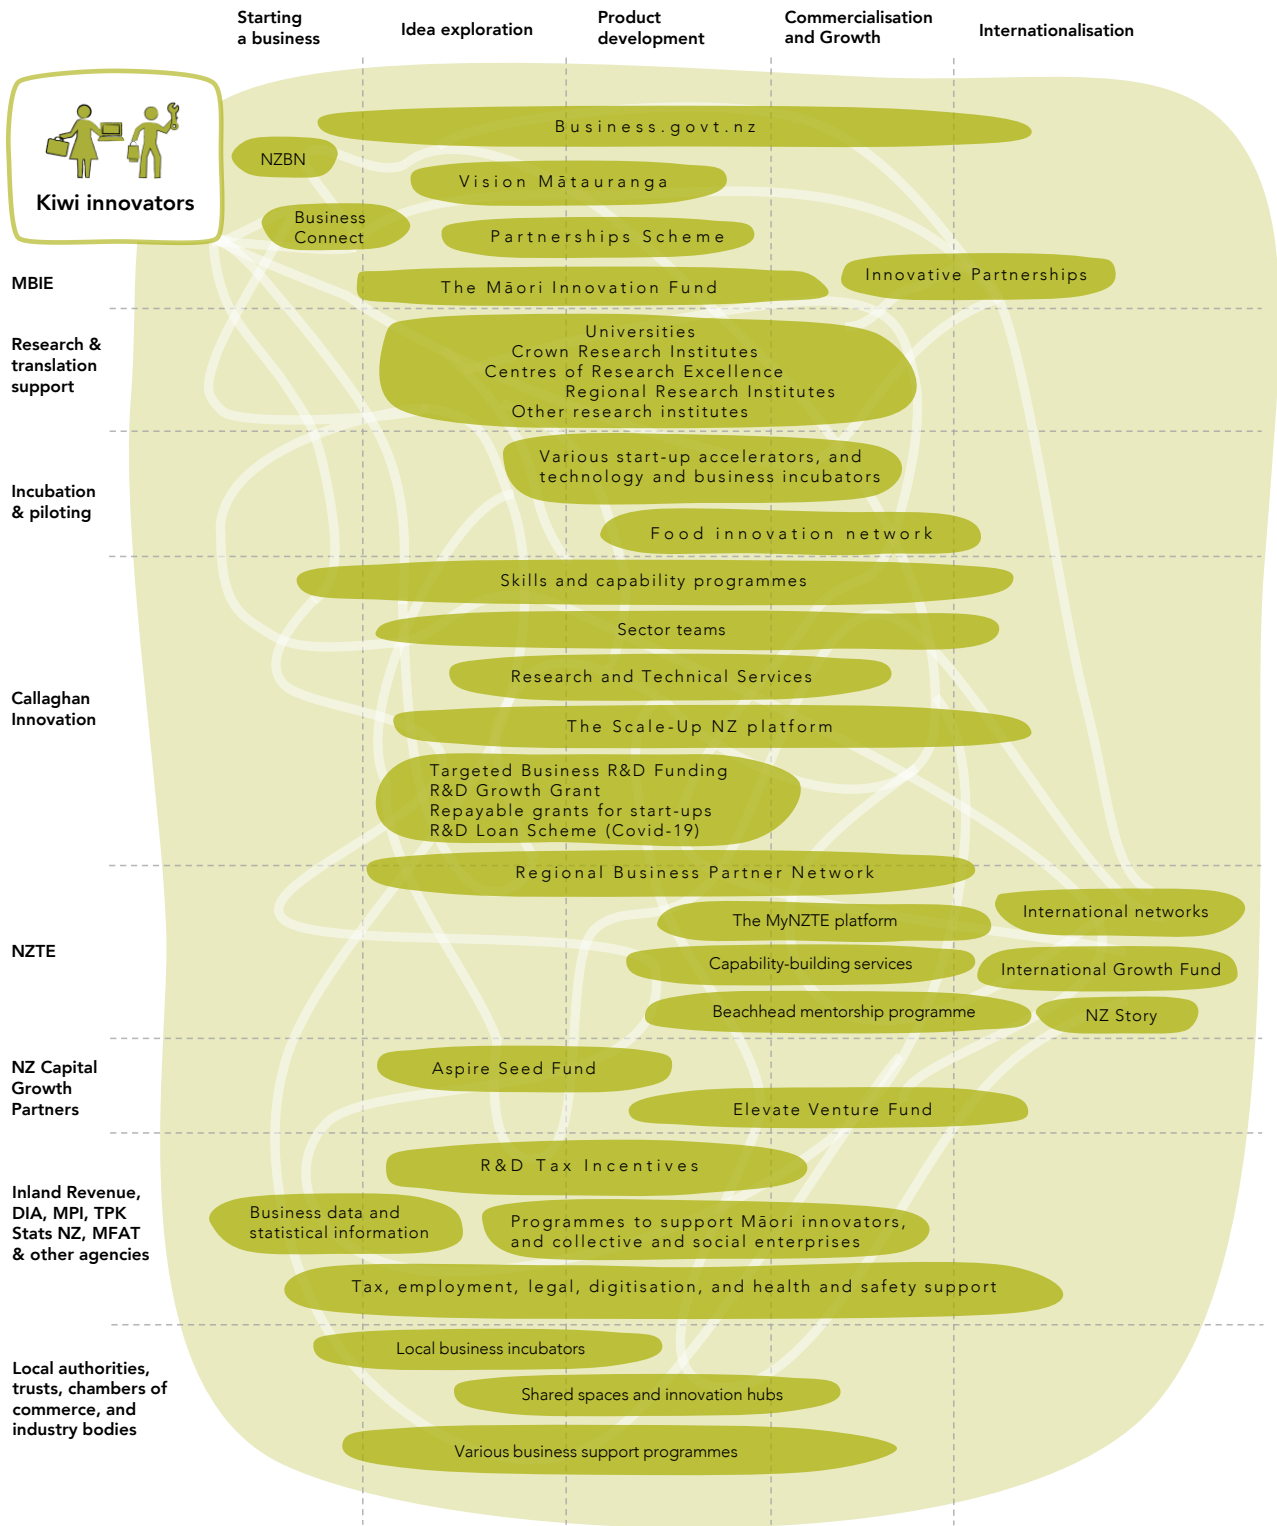 Starting
a business
Idea exploration
Product
development
Commercialisation
and Growth
Internationalisation
Kiwi innovators
Business.govt.nz
NZBN
Vision Mātauranga
Business
Connect
Partnerships Scheme
MBIE
Innovative Partnerships
The Māori Innovation Fund
Research &
translation
support
Universities
Crown Research Institutes
Centres of Research Excellence
Regional Research Institutes
Other research institutes
Incubation
& piloting
Various start-up accelerators, and
technology and business incubators
Food innovation network
Callaghan
Innovation
Skills and capability programmes
Sector teams
Research and Technical Services
The Scale-Up NZ platform
Targeted Business R&D Funding
R&D Growth Grant
Repayable grants for start-ups
R&D Loan Scheme (Covid-19)
Regional Business Partner Network
NZTE
The MyNZTE platform
International networks
Capability-building services
International Growth Fund
Beachhead mentorship programme
NZ Story
NZ Capital
Growth
Partners
Aspire Seed Fund
Elevate Venture Fund
Inland Revenue,
DIA, MPI, TPK
Stats NZ, MFAT
& other agencies
R&D Tax Incentives
Business data and
statistical information
Programmes to support Māori innovators,
and collective and social enterprises
Tax, employment, legal, digitisation, and health and safety support
Local authorities,
trusts, chambers of
commerce, and
industry bodies
Local business incubators
Shared spaces and innovation hubs
Various business support programmes